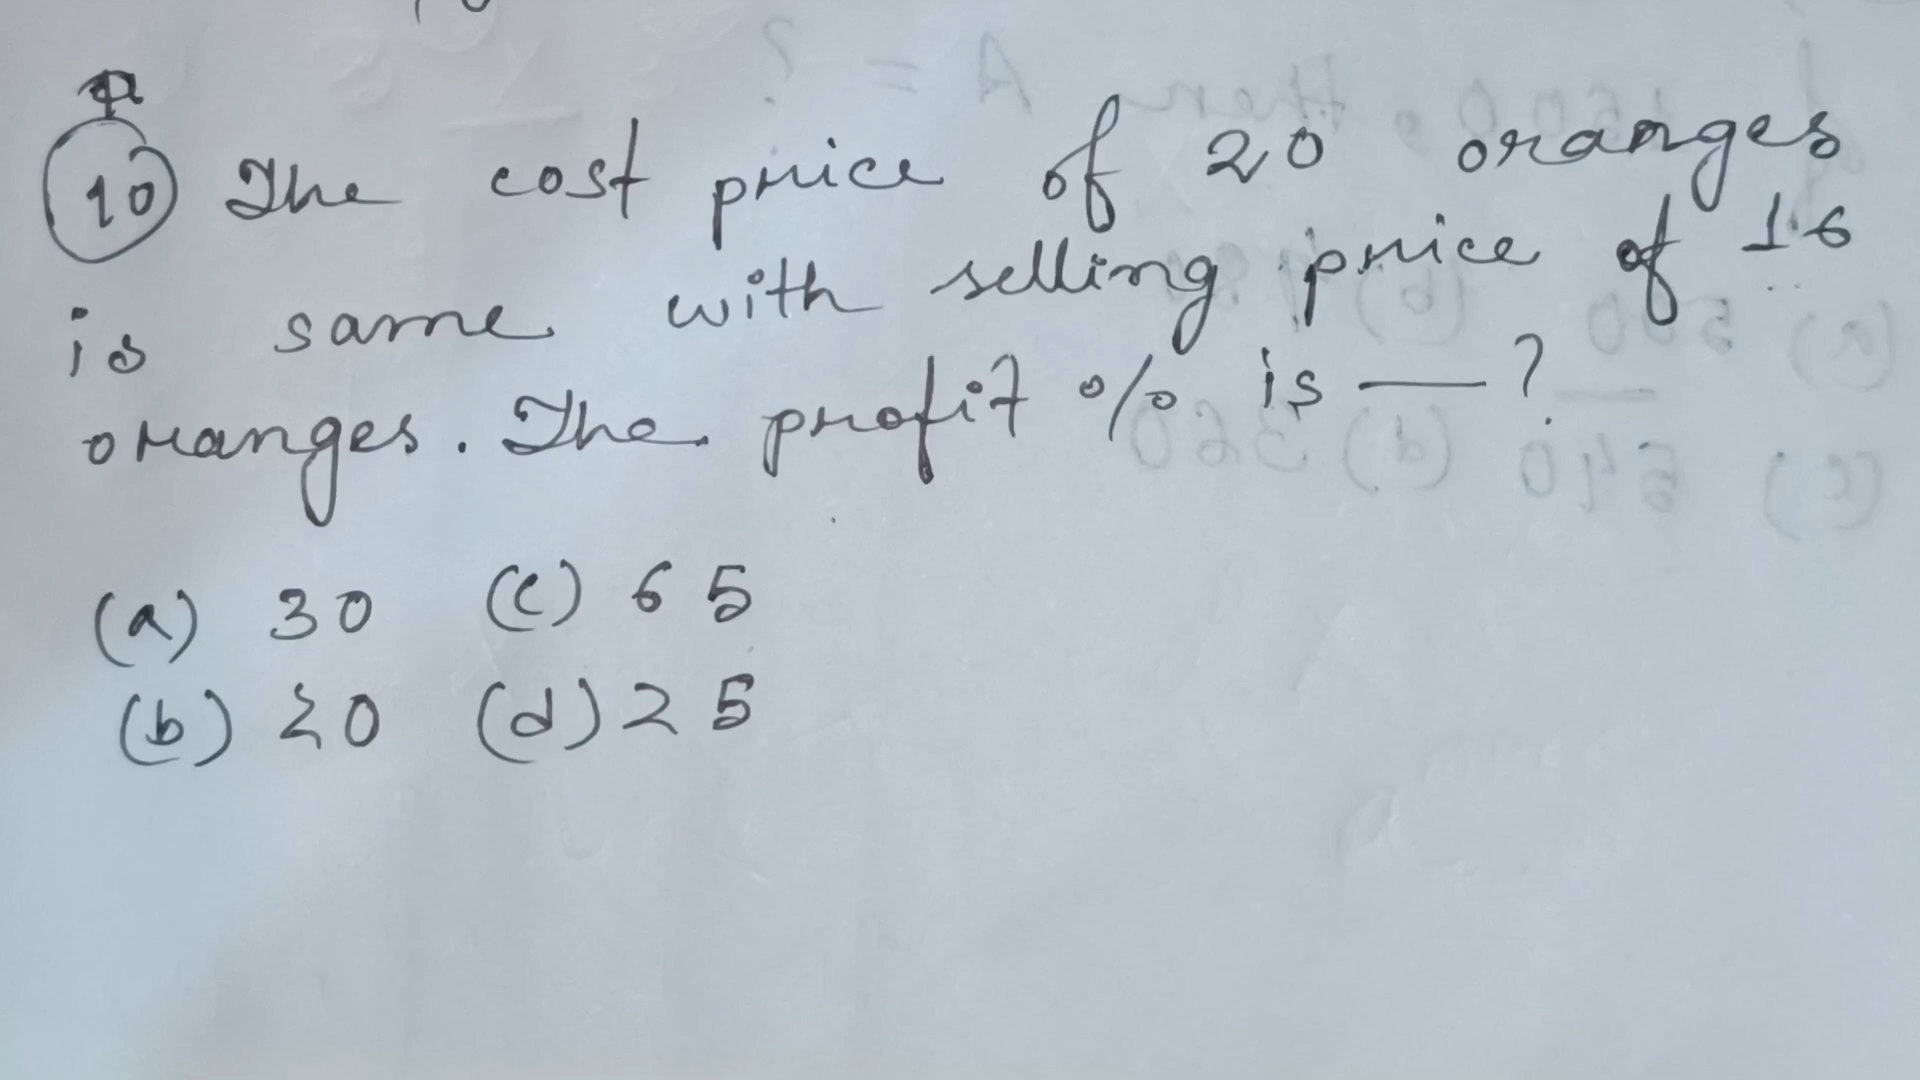 10 The cost price of 20 oranges
is same with selling price of 16
oranges. The profit % is — ?
(a) 30 (c) 65
(b) 20 (d) 25